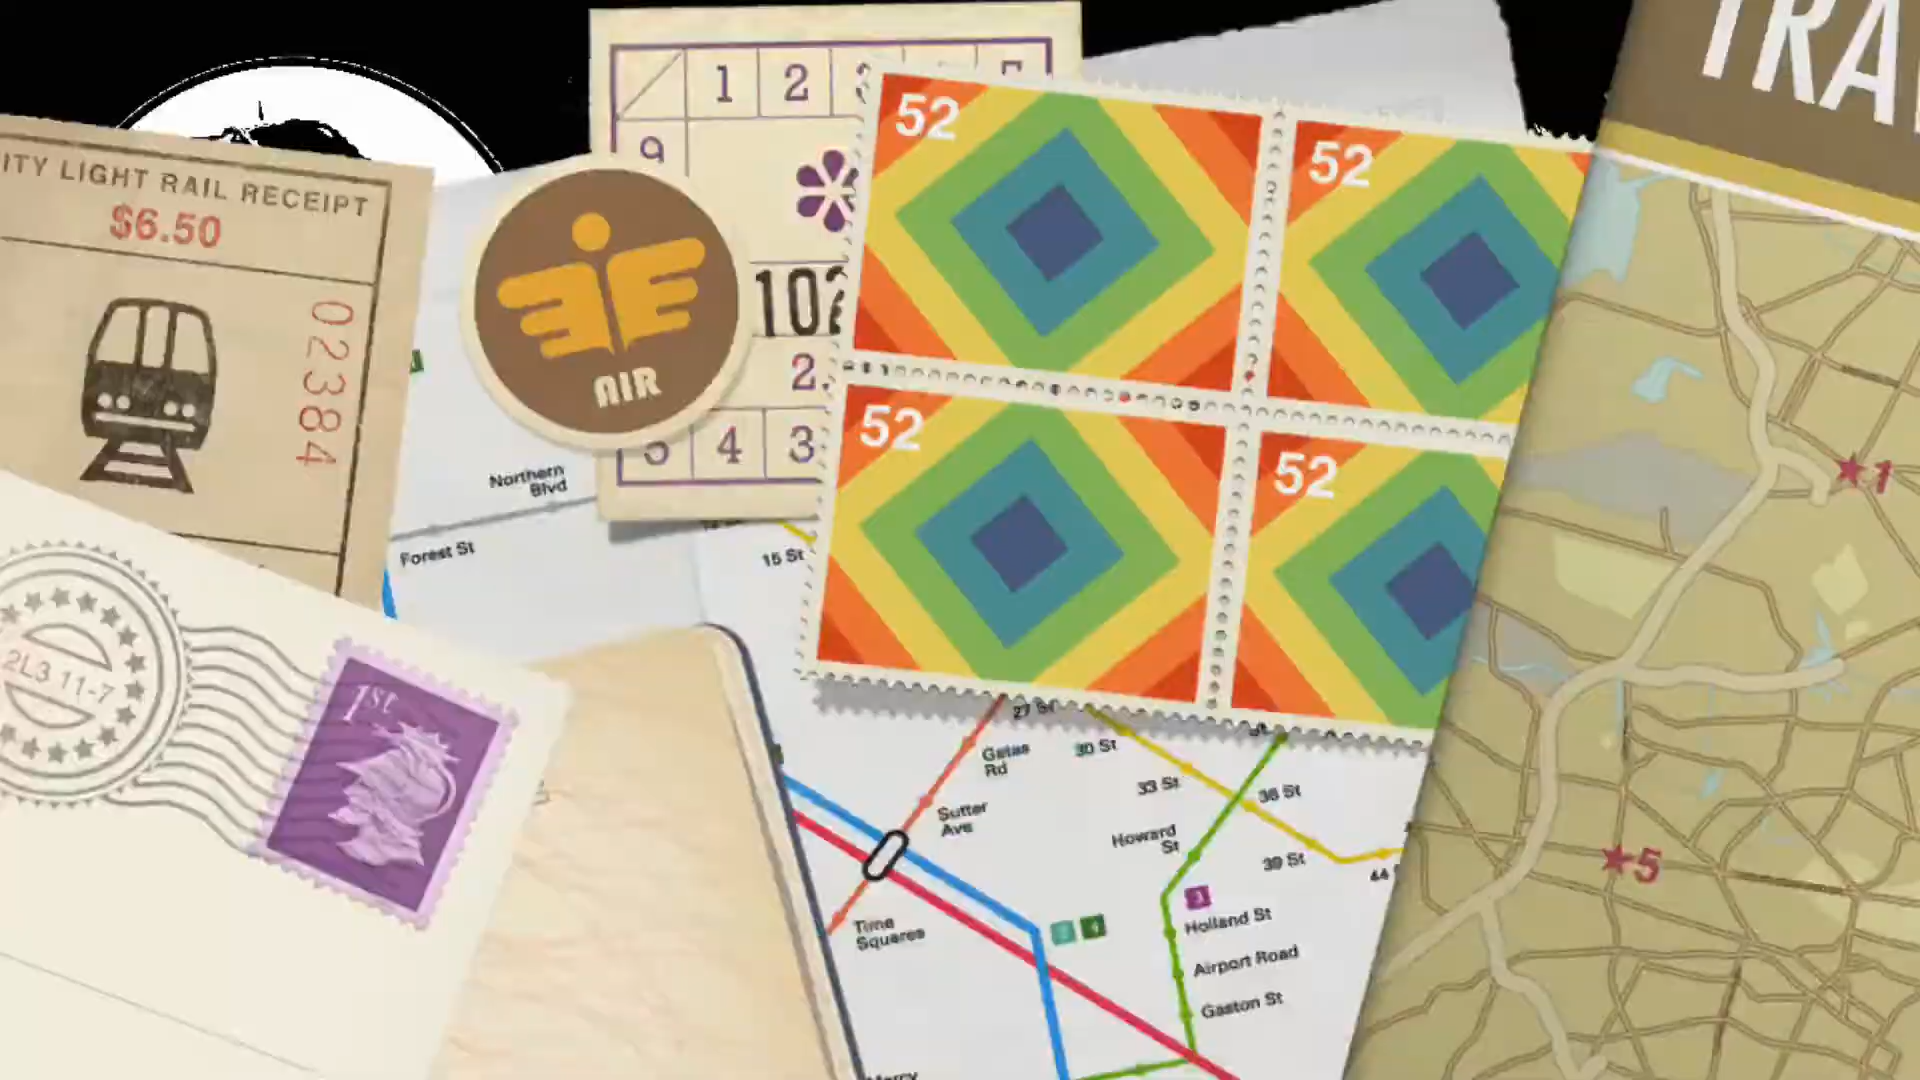 ITY LIGHT RAIL RECEIPT
$6.50
02384
1 2
9
102
2.
5 4 3
AIR
52
52
52
52
TRA
1
5
Northern
Blvd
Forest St
15 St
2L3 11-7
1st
27 St
Gates
Rd
30 St
Sutter
Ave
33 St
36 St
Howard
St
39 St
44
Time
Squares
Holland St
Airport Road
Gaston St